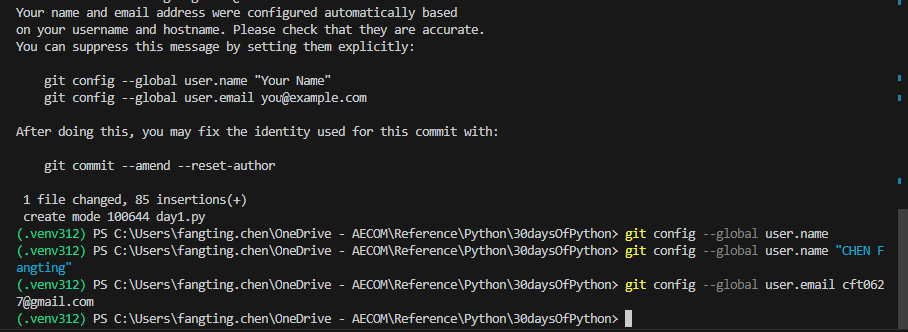 Your name and email address were configured automatically based
on your username and hostname. Please check that they are accurate.
You can suppress this message by setting them explicitly:
    git config --global user.name "Your Name"
    git config --global user.email you@example.com
After doing this, you may fix the identity used for this commit with:
    git commit --amend --reset-author
 1 file changed, 85 insertions(+)
 create mode 100644 day1.py
(.venv312) PS C:\Users\fangting.chen\OneDrive - AECOM\Reference\Python\30daysOfPython> git config --global user.name
(.venv312) PS C:\Users\fangting.chen\OneDrive - AECOM\Reference\Python\30daysOfPython> git config --global user.name "CHEN F
angting"
(.venv312) PS C:\Users\fangting.chen\OneDrive - AECOM\Reference\Python\30daysOfPython> git config --global user.email cft062
7@gmail.com
(.venv312) PS C:\Users\fangting.chen\OneDrive - AECOM\Reference\Python\30daysOfPython>